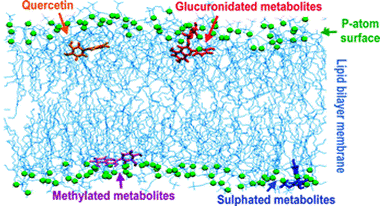 Quercetin
Glucuronidated metabolites
P-atom
surface
Lipid bilayer membrane
Methylated metabolites
Sulphated metabolites